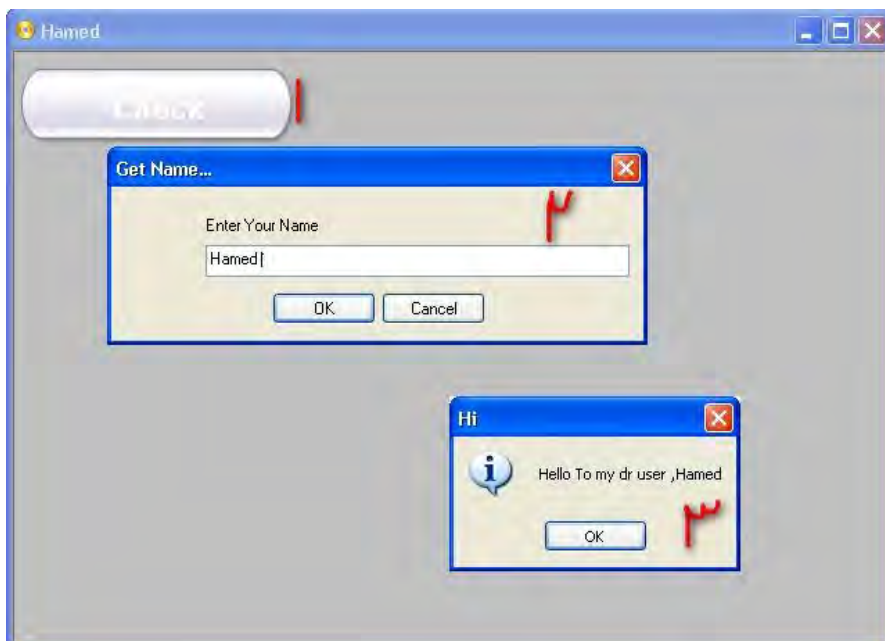 Hamed
۱
Get Name...
۲
Enter Your Name
Hamed
OK Cancel
Hi
Hello To my dr user ,Hamed
OK
۳